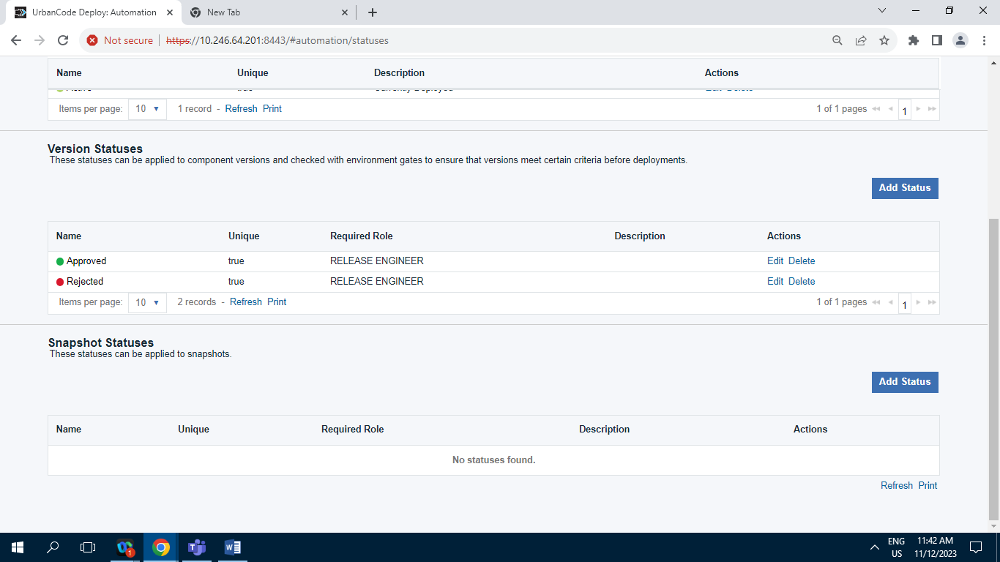 UrbanCode Deploy: Automation
New Tab
Not secure https://10.246.64.201:8443/#automation/statuses
Name Unique Description Actions
Items per page: 10 1 record - Refresh Print 1 of 1 pages 1
Version Statuses
These statuses can be applied to component versions and checked with environment gates to ensure that versions meet certain criteria before deployments.
Add Status
Name Unique Required Role Description Actions
Approved true RELEASE ENGINEER Edit Delete
Rejected true RELEASE ENGINEER Edit Delete
Items per page: 10 2 records - Refresh Print 1 of 1 pages 1
Snapshot Statuses
These statuses can be applied to snapshots.
Add Status
Name Unique Required Role Description Actions
No statuses found.
Refresh Print
1
ENG 11:42 AM
US 11/12/2023